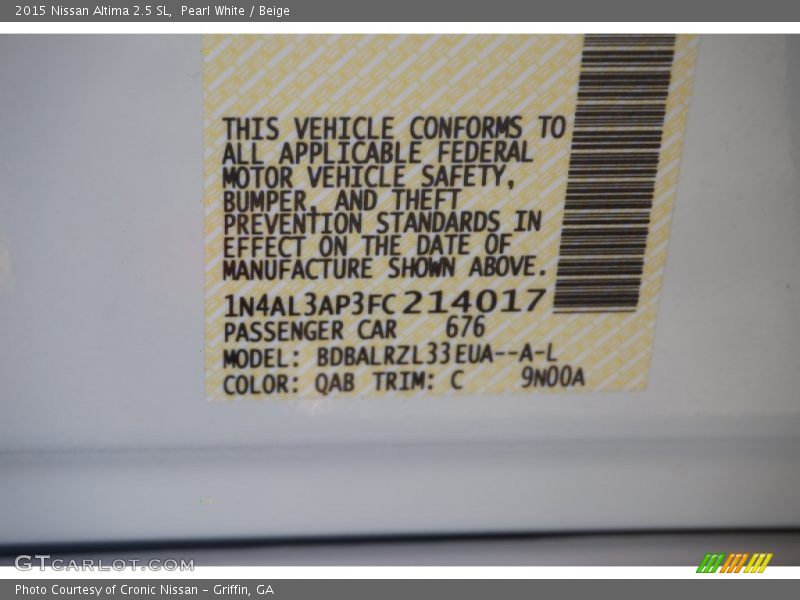 2015 Nissan Altima 2.5 SL, Pearl White / Beige
THIS VEHICLE CONFORMS TO
ALL APPLICABLE FEDERAL
MOTOR VEHICLE SAFETY,
BUMPER, AND THEFT
PREVENTION STANDARDS IN
EFFECT ON THE DATE OF
MANUFACTURE SHOWN ABOVE.
1N4AL3AP3FC214017
PASSENGER CAR 676
MODEL: BDBALRZL33EUA--A-L
COLOR: QAB TRIM: C 9N00A
GTCARLOT.COM
Photo Courtesy of Cronic Nissan - Griffin, GA